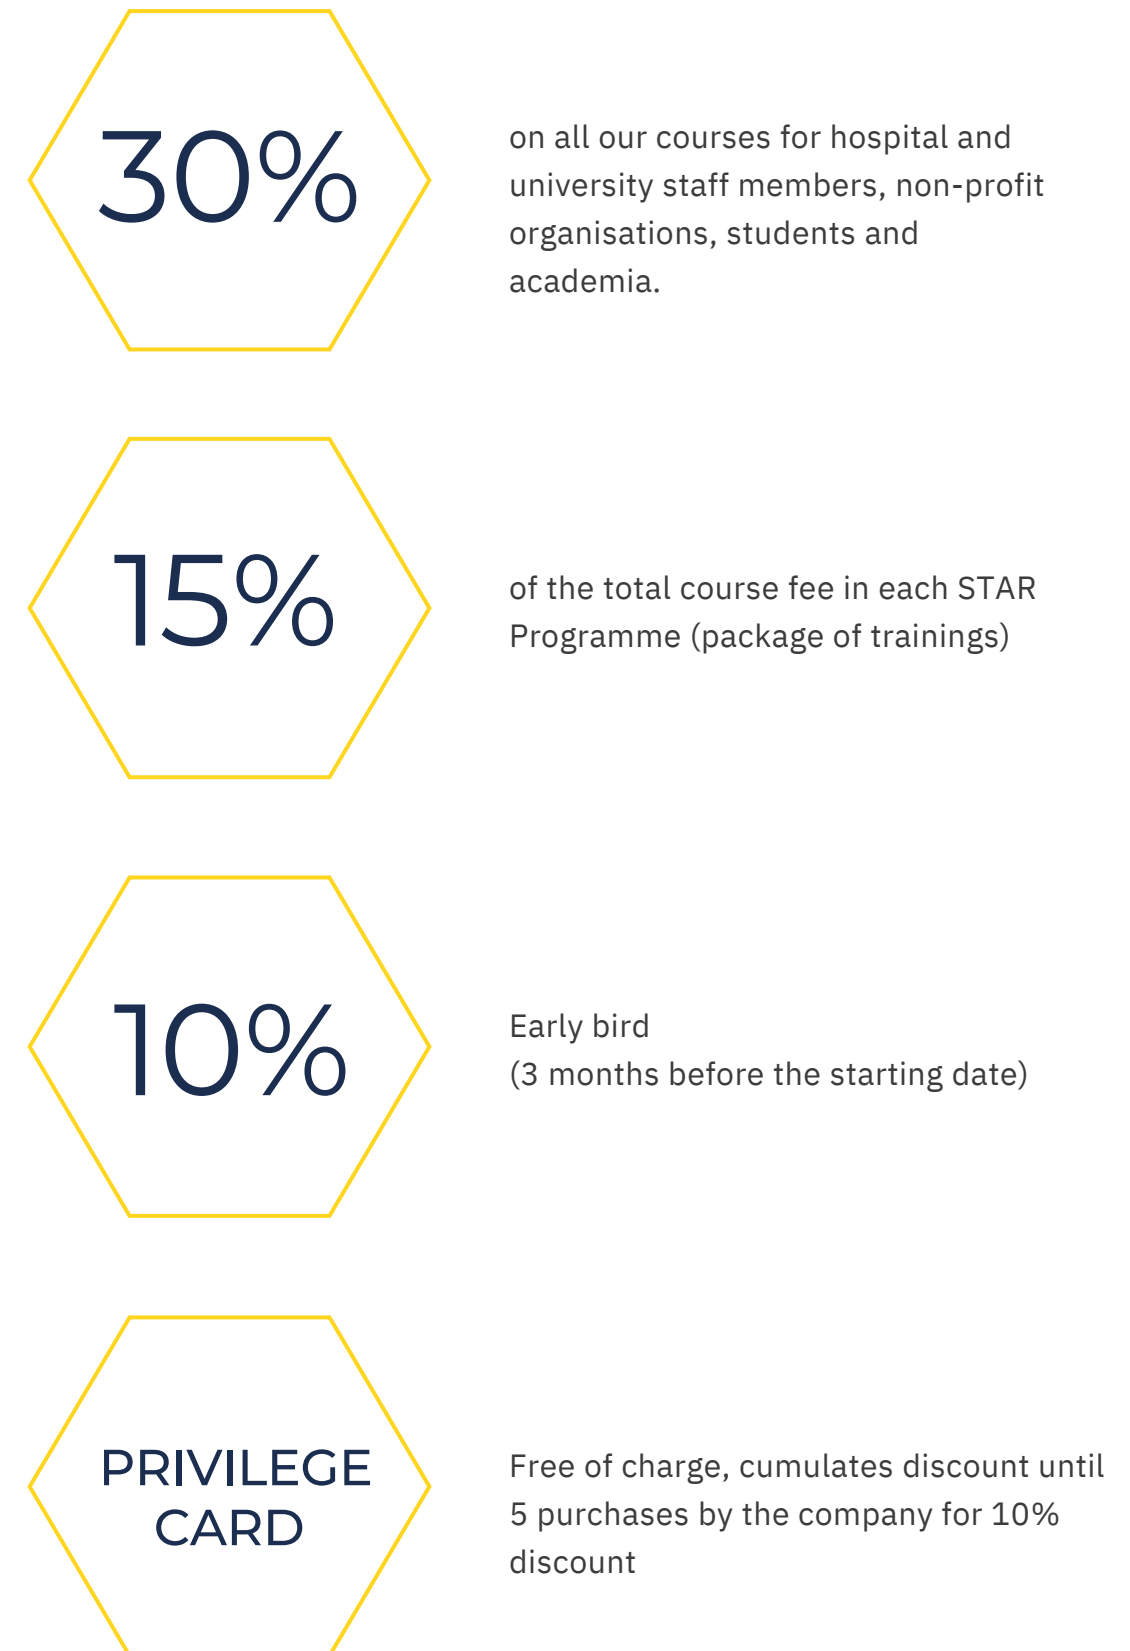 30%
on all our courses for hospital and
university staff members, non-profit
organisations, students and
academia.
15%
of the total course fee in each STAR
Programme (package of trainings)
10%
Early bird
(3 months before the starting date)
PRIVILEGE
CARD
Free of charge, cumulates discount until
5 purchases by the company for 10%
discount